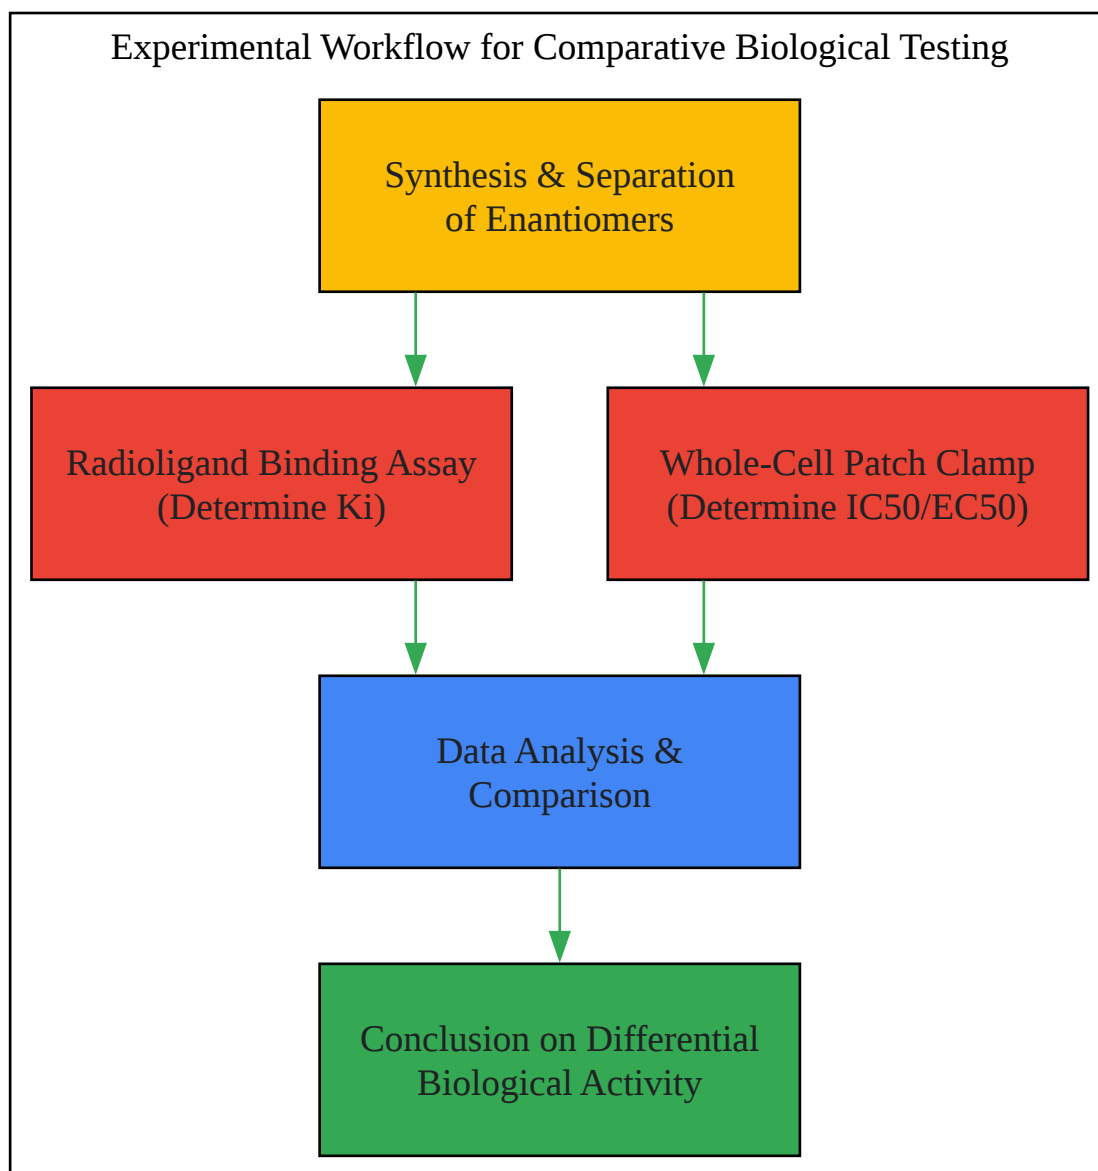 Experimental Workflow for Comparative Biological Testing
Synthesis & Separation
of Enantiomers
Radioligand Binding Assay
(Determine Ki)
Whole-Cell Patch Clamp
(Determine IC50/EC50)
Data Analysis &
Comparison
Conclusion on Differential
Biological Activity